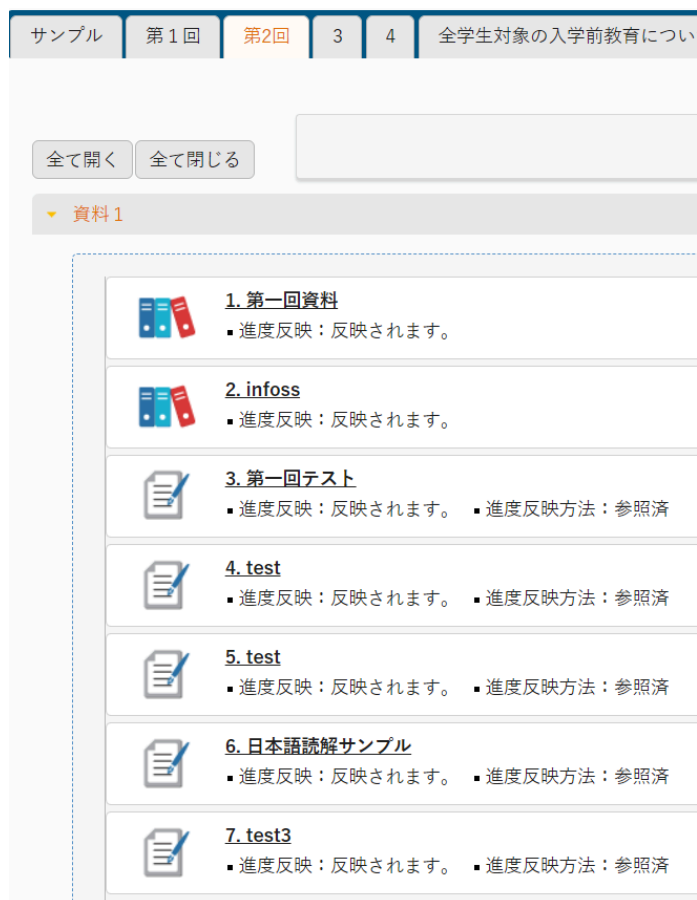 サンプル
第１回
第2回
3
4
全学生対象の入学前教育につい
全て開く
全て閉じる
資料１
1. 第一回資料
▪ 進度反映：反映されます。
2. infoss
▪ 進度反映：反映されます。
3. 第一回テスト
▪ 進度反映：反映されます。 ▪ 進度反映方法：参照済
4. test
▪ 進度反映：反映されます。 ▪ 進度反映方法：参照済
5. test
▪ 進度反映：反映されます。 ▪ 進度反映方法：参照済
6. 日本語読解サンプル
▪ 進度反映：反映されます。 ▪ 進度反映方法：参照済
7. test3
▪ 進度反映：反映されます。 ▪ 進度反映方法：参照済